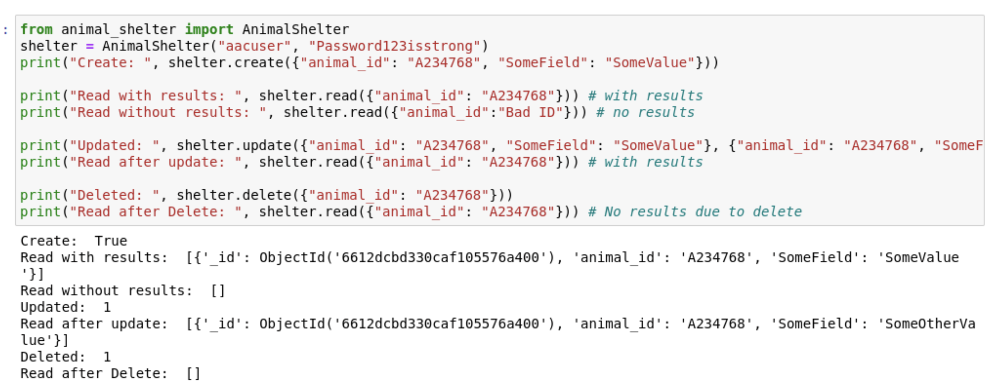 :
from animal_shelter import AnimalShelter
shelter = AnimalShelter("aacuser", "Password123isstrong")
print("Create: ", shelter.create({"animal_id": "A234768", "SomeField": "SomeValue"}))
print("Read with results: ", shelter.read({"animal_id": "A234768"})) # with results
print("Read without results: ", shelter.read({"animal_id":"Bad ID"})) # no results
print("Updated: ", shelter.update({"animal_id": "A234768", "SomeField": "SomeValue"}, {"animal_id": "A234768", "SomeF
print("Read after update: ", shelter.read({"animal_id": "A234768"})) # with results
print("Deleted: ", shelter.delete({"animal_id": "A234768"}))
print("Read after Delete: ", shelter.read({"animal_id": "A234768"})) # No results due to delete
Create:  True
Read with results:  [{'_id': ObjectId('6612dcbd330caf105576a400'), 'animal_id': 'A234768', 'SomeField': 'SomeValue
'}]
Read without results:  []
Updated:  1
Read after update:  [{'_id': ObjectId('6612dcbd330caf105576a400'), 'animal_id': 'A234768', 'SomeField': 'SomeOtherVa
lue'}]
Deleted:  1
Read after Delete:  []